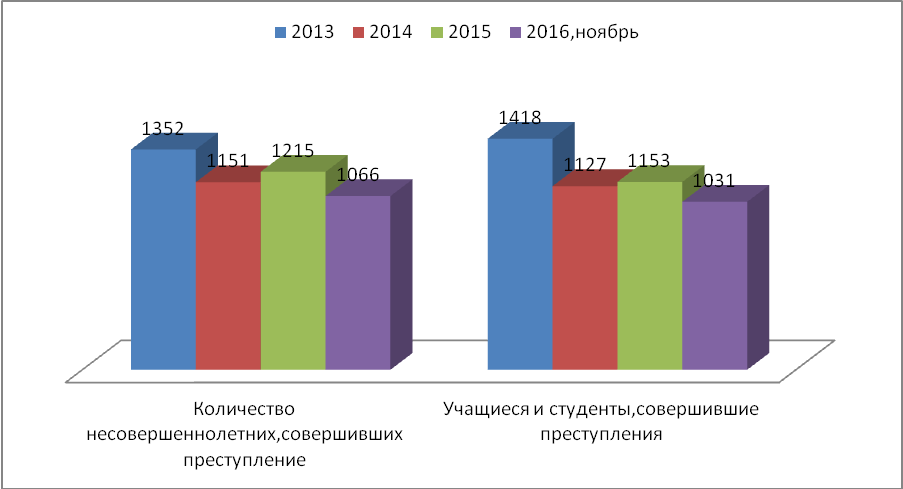 2013 2014 2015 2016,ноябрь
1352 1151 1215 1066 1418 1127 1153 1031
Количество
несовершеннолетних,совершивших
преступление
Учащиеся и студенты,совершившие
преступления